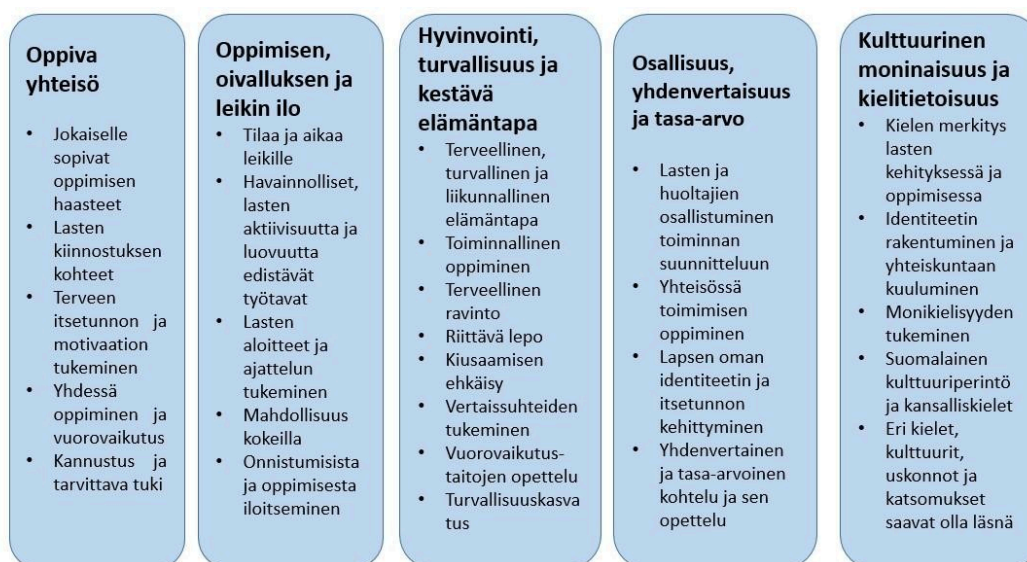 Oppiva
yhteisö
• Jokaiselle
sopivat
oppimisen
haasteet
• Lasten
kiinnostuksen
kohteet
• Terveen
itsetunnon ja
motivaation
tukeminen
• Yhdessä
oppiminen ja
vuorovaikutus
• Kannustus ja
tarvittava tuki
Oppimisen,
oivalluksen ja
leikin ilo
• Tilaa ja aikaa
leikille
• Havainnolliset,
lasten
aktiivisuutta ja
luovuutta
edistävät
työtavat
• Lasten
aloitteet ja
ajattelun
tukeminen
• Mahdollisuus
kokeilla
• Onnistumisista
ja oppimisesta
iloitseminen
Hyvinvointi,
turvallisuus ja
kestävä
elämäntapa
• Terveellinen,
turvallinen ja
liikunnallinen
elämäntapa
• Toiminnallinen
oppiminen
• Terveellinen
ravinto
• Riittävä lepo
• Kiusaamisen
ehkäisy
• Vertaissuhteiden
tukeminen
• Vuorovaikutus-
taitojen opettelu
• Turvallisuuskasva
tus
Osallisuus,
yhdenvertaisuus
ja tasa-arvo
• Lasten ja
huoltajien
osallistuminen
toiminnan
suunnitteluun
• Yhteisössä
toimimisen
oppiminen
• Lapsen oman
identiteetin ja
itsetunnon
kehittyminen
• Yhdenvertainen
ja tasa-arvoinen
kohtelu ja sen
opettelu
Kulttuurinen
moninaisuus ja
kielitietoisuus
• Kielen merkitys
lasten
kehityksessä ja
oppimisessa
• Identiteetin
rakentuminen ja
yhteiskuntaan
kuuluminen
• Monikielisyyden
tukeminen
• Suomalainen
kulttuuriperintö
ja kansalliskielet
• Eri kielet,
kulttuurit,
uskonnot ja
katsomukset
saavat olla läsnä